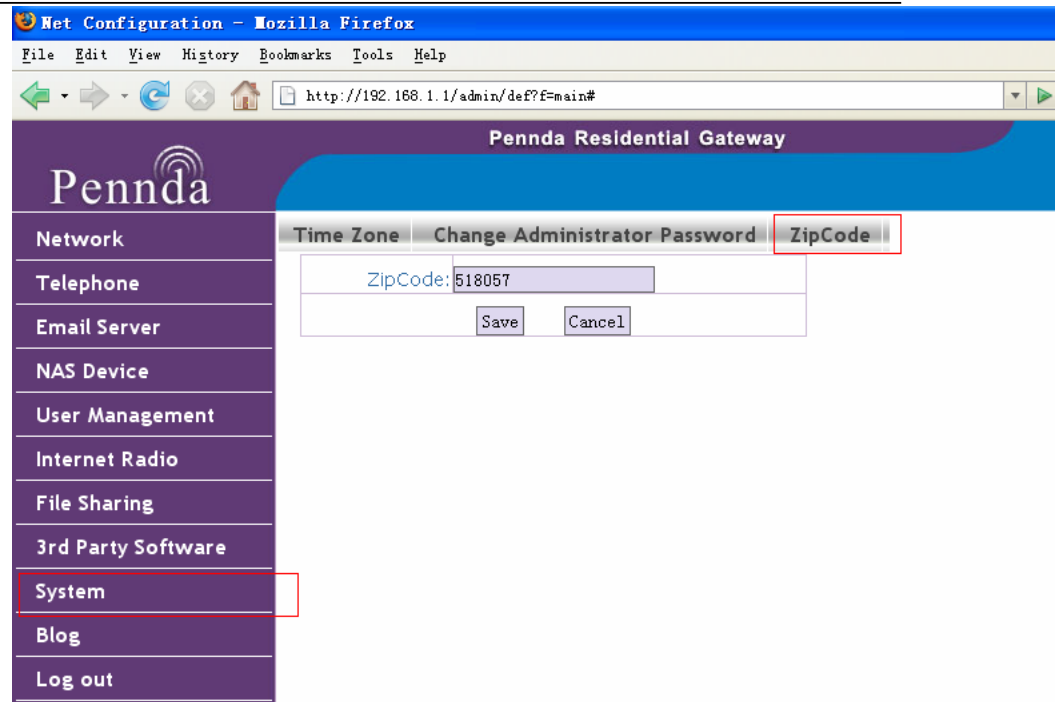 Net Configuration - Mozilla Firefox
File Edit View History Bookmarks Tools Help
http://192.168.1.1/admin/def?f=main#
Pennda Residential Gateway
Pennda
Network
Telephone
Email Server
NAS Device
User Management
Internet Radio
File Sharing
3rd Party Software
System
Blog
Log out
Time Zone Change Administrator Password ZipCode
ZipCode: 518057
Save Cancel